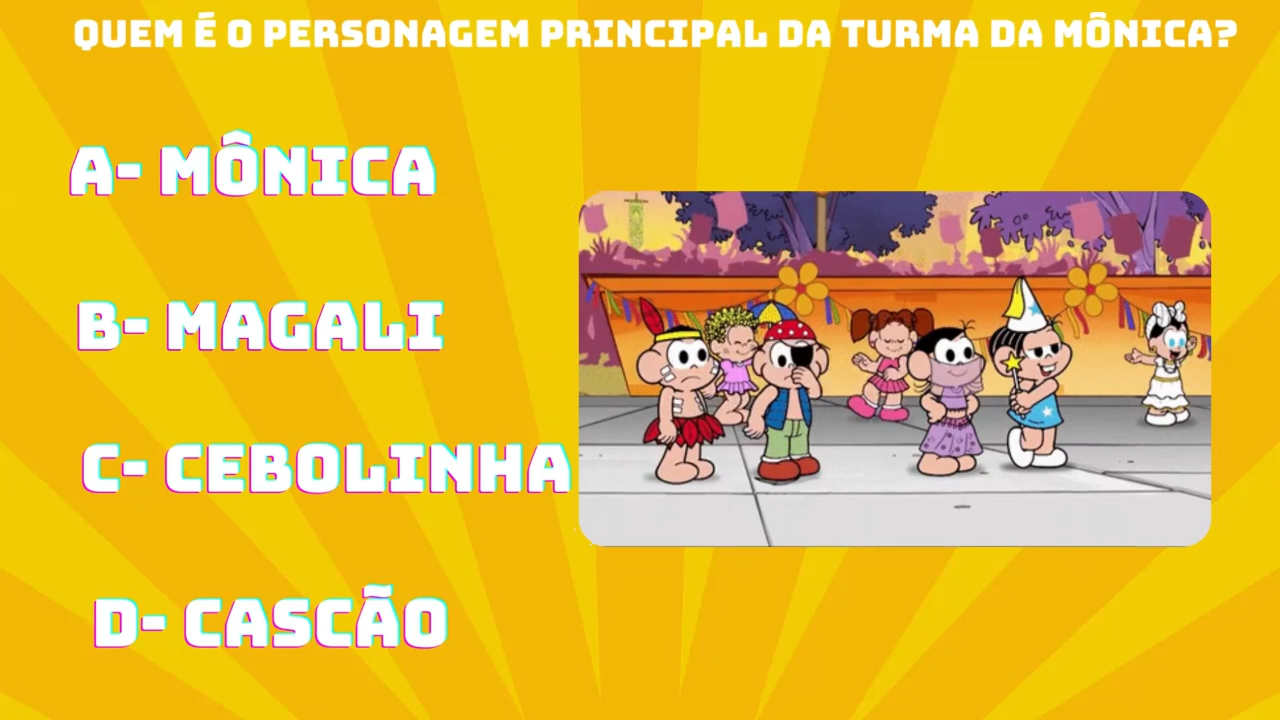 QUEM É O PERSONAGEM PRINCIPAL DA TURMA DA MÔNICA?
A- MÔNICA
B- MAGALI
C- CEBOLINHA
D- CASCÃO